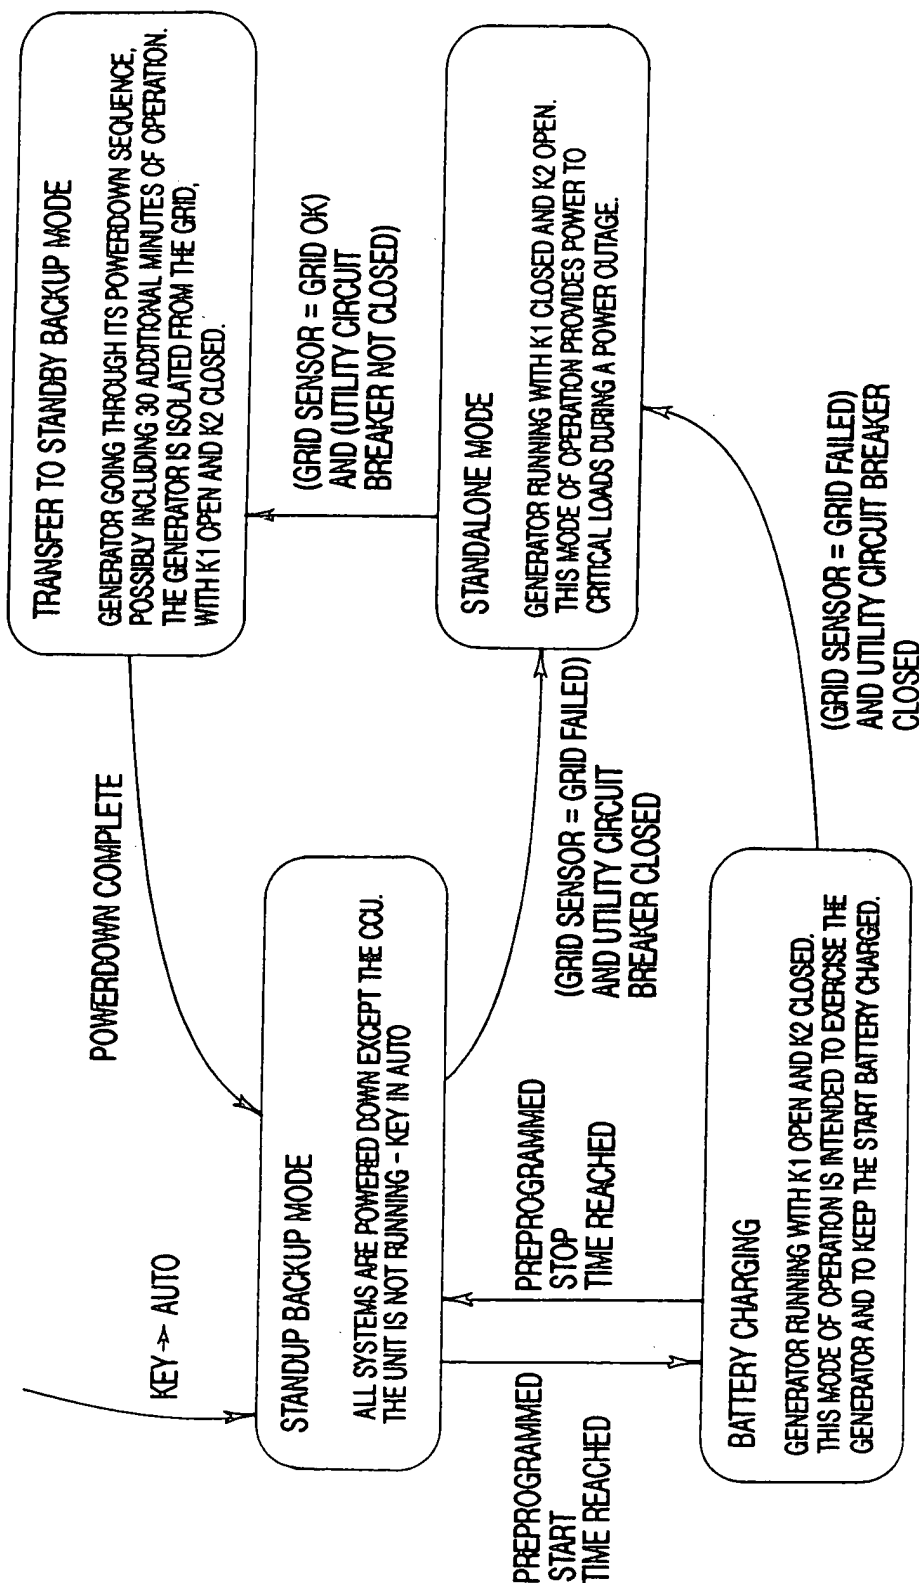 KEY → AUTO
POWERDOWN COMPLETE
TRANSFER TO STANDBY BACKUP MODE
GENERATOR GOING THROUGH ITS POWERDOWN SEQUENCE,
POSSIBLY INCLUDING 30 ADDITIONAL MINUTES OF OPERATION.
THE GENERATOR IS ISOLATED FROM THE GRID,
WITH K1 OPEN AND K2 CLOSED.
STANDUP BACKUP MODE
ALL SYSTEMS ARE POWERED DOWN EXCEPT THE CCU.
THE UNIT IS NOT RUNNING - KEY IN AUTO
(GRID SENSOR = GRID OK)
AND (UTILITY CIRCUIT
BREAKER NOT CLOSED)
STANDALONE MODE
GENERATOR RUNNING WITH K1 CLOSED AND K2 OPEN.
THIS MODE OF OPERATION PROVIDES POWER TO
CRITICAL LOADS DURING A POWER OUTAGE.
(GRID SENSOR = GRID FAILED)
AND UTILITY CIRCUIT
BREAKER CLOSED
PREPROGRAMMED
START
TIME REACHED
PREPROGRAMMED
STOP
TIME REACHED
BATTERY CHARGING
GENERATOR RUNNING WITH K1 OPEN AND K2 CLOSED.
THIS MODE OF OPERATION IS INTENDED TO EXERCISE THE
GENERATOR AND TO KEEP THE START BATTERY CHARGED.
(GRID SENSOR = GRID FAILED)
AND UTILITY CIRCUIT BREAKER
CLOSED